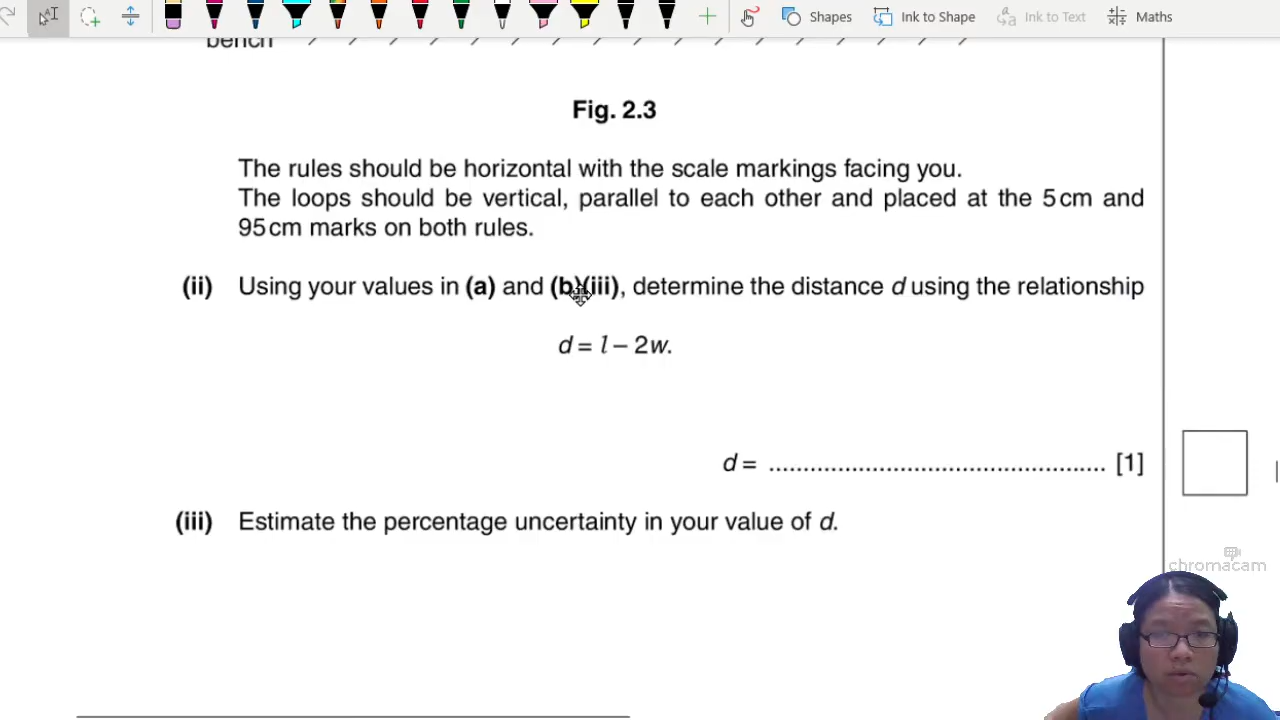 Shapes
Ink to Shape
Ink to Text
Maths
bench
Fig. 2.3
The rules should be horizontal with the scale markings facing you.
The loops should be vertical, parallel to each other and placed at the 5 cm and
95 cm marks on both rules.
(ii) Using your values in (a) and (b)(iii), determine the distance d using the relationship
d = l – 2w.
d = .................................................. [1]
(iii) Estimate the percentage uncertainty in your value of d.
chromacam